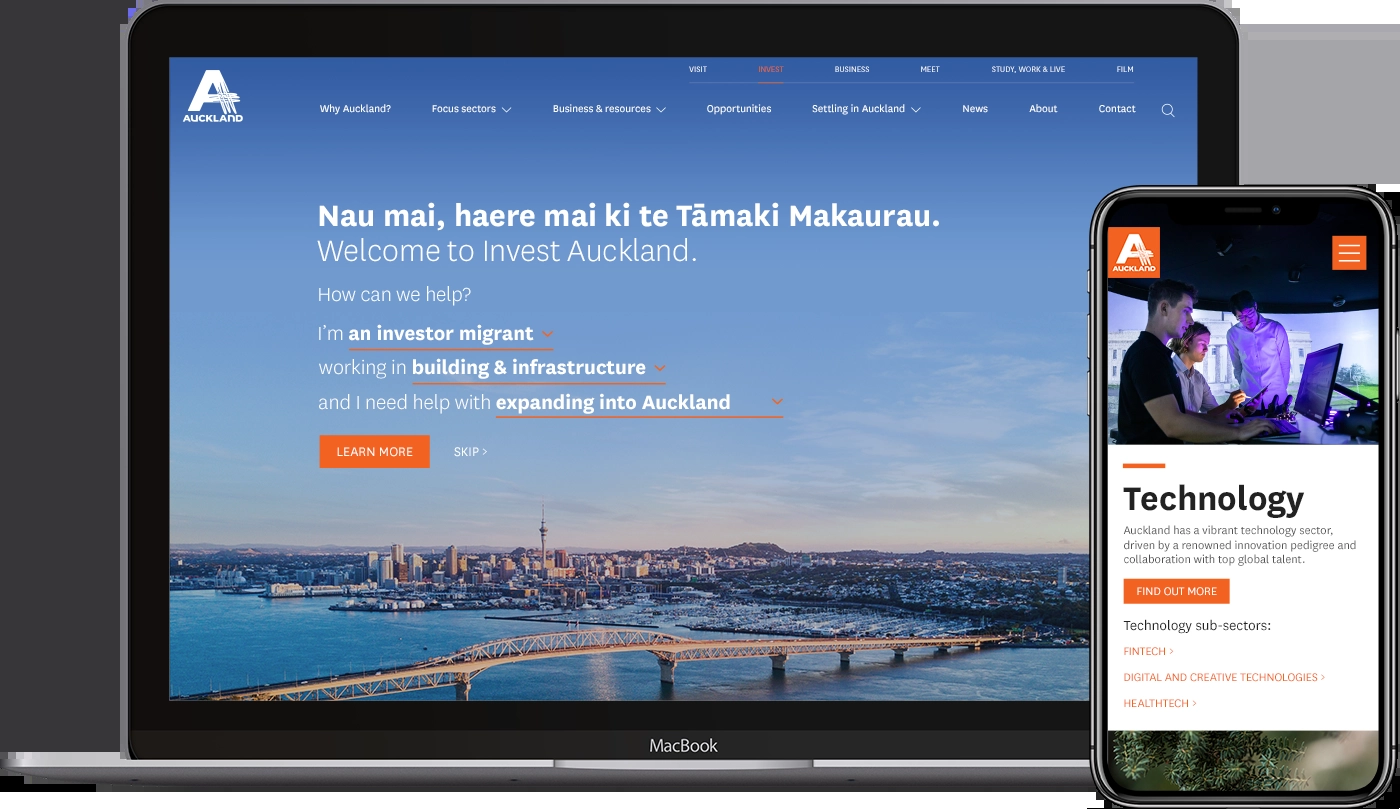 VISIT INVEST BUSINESS MEET STUDY, WORK & LIVE FILM
AUCKLAND
Why Auckland? Focus sectors Business & resources Opportunities Settling in Auckland News About Contact
Nau mai, haere mai ki te Tāmaki Makaurau.
Welcome to Invest Auckland.
How can we help?
I'm an investor migrant
working in building & infrastructure
and I need help with expanding into Auckland
LEARN MORE SKIP >
MacBook
AUCKLAND
Technology
Auckland has a vibrant technology sector,
driven by a renowned innovation pedigree and
collaboration with top global talent.
FIND OUT MORE
Technology sub-sectors:
FINTECH >
DIGITAL AND CREATIVE TECHNOLOGIES >
HEALTHTECH >